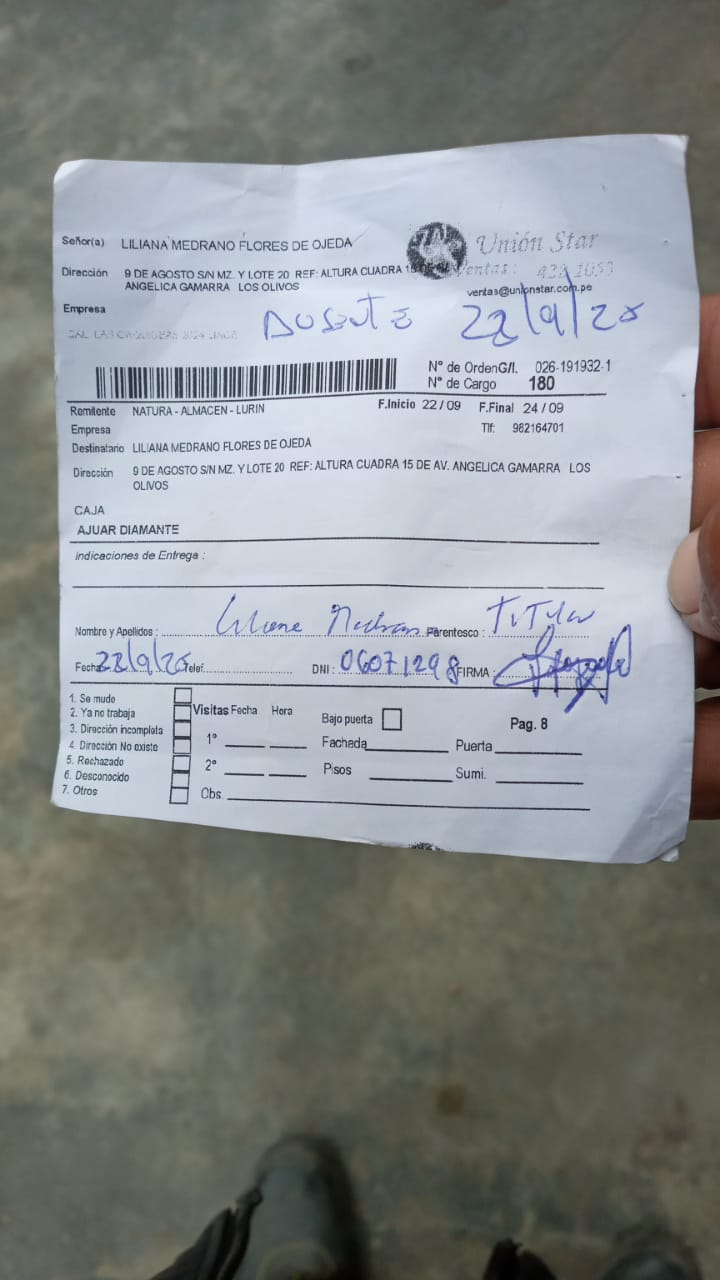 Señor(a) LILIANA MEDRANO FLORES DE OJEDA
Unión Star
Dirección 9 DE AGOSTO S/N MZ. Y LOTE 20 REF: ALTURA CUADRA 15
ANGELICA GAMARRA LOS OLIVOS
Ventas:
ventas@unionstar.com.pe
Empresa
22/9/25
N° de OrdenG/I. 026-191932-1
N° de Cargo 180
Remitente NATURA - ALMACEN - LURIN F.Inicio 22 / 09 F.Final 24 / 09
Empresa Tlf: 982164701
Destinatario LILIANA MEDRANO FLORES DE OJEDA
Dirección 9 DE AGOSTO S/N MZ. Y LOTE 20 REF: ALTURA CUADRA 15 DE AV. ANGELICA GAMARRA LOS
OLIVOS
CAJA
AJUAR DIAMANTE
Indicaciones de Entrega :
Nombre y Apellidos : Liliane Medrano Parentesco : TiTular
Fecha 22/9/25 Telef. DNI : 06071298 FIRMA :
1. Se mudo
2. Ya no trabaja
3. Dirección incompleta
4. Dirección No existe
5. Rechazado
6. Desconocido
7. Otros
Visitas Fecha Hora
1°
2°
Obs.
Bajo puerta
Fachada Puerta
Pisos Sumi.
Pag. 8